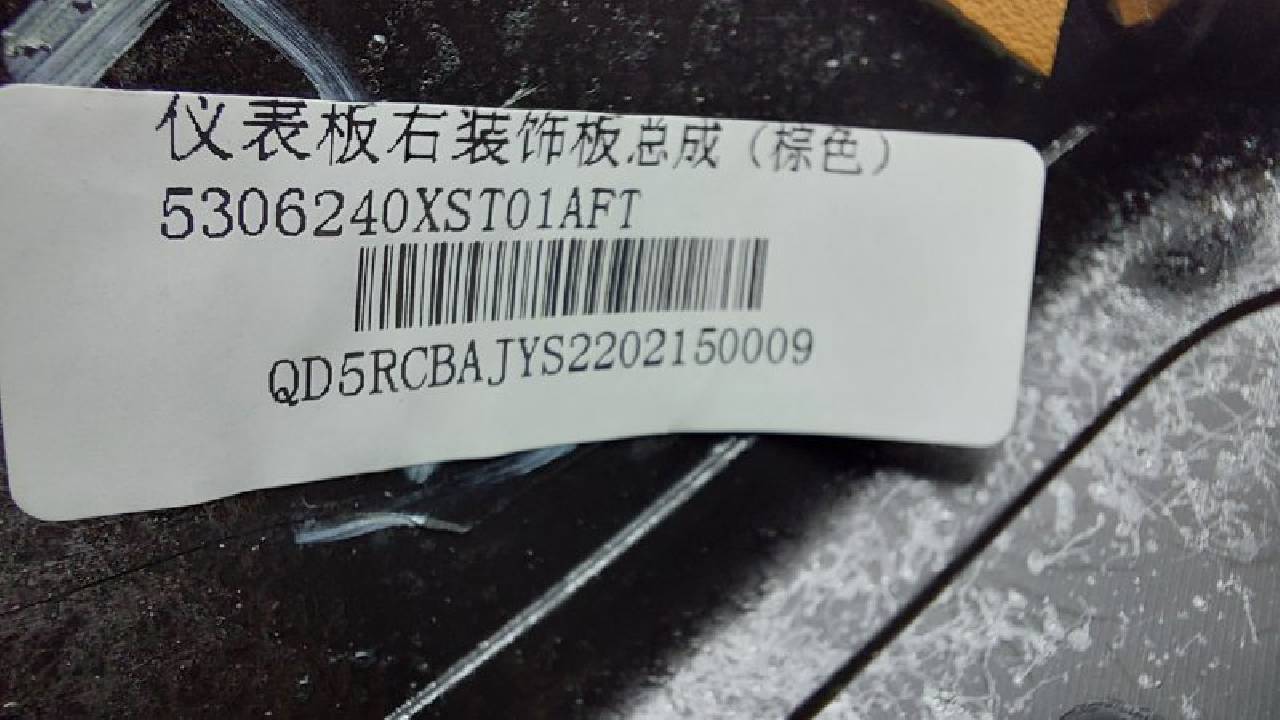 仪表板右装饰板总成（棕色）
5306240XST01AFT
QD5RCBAJYS2202150009